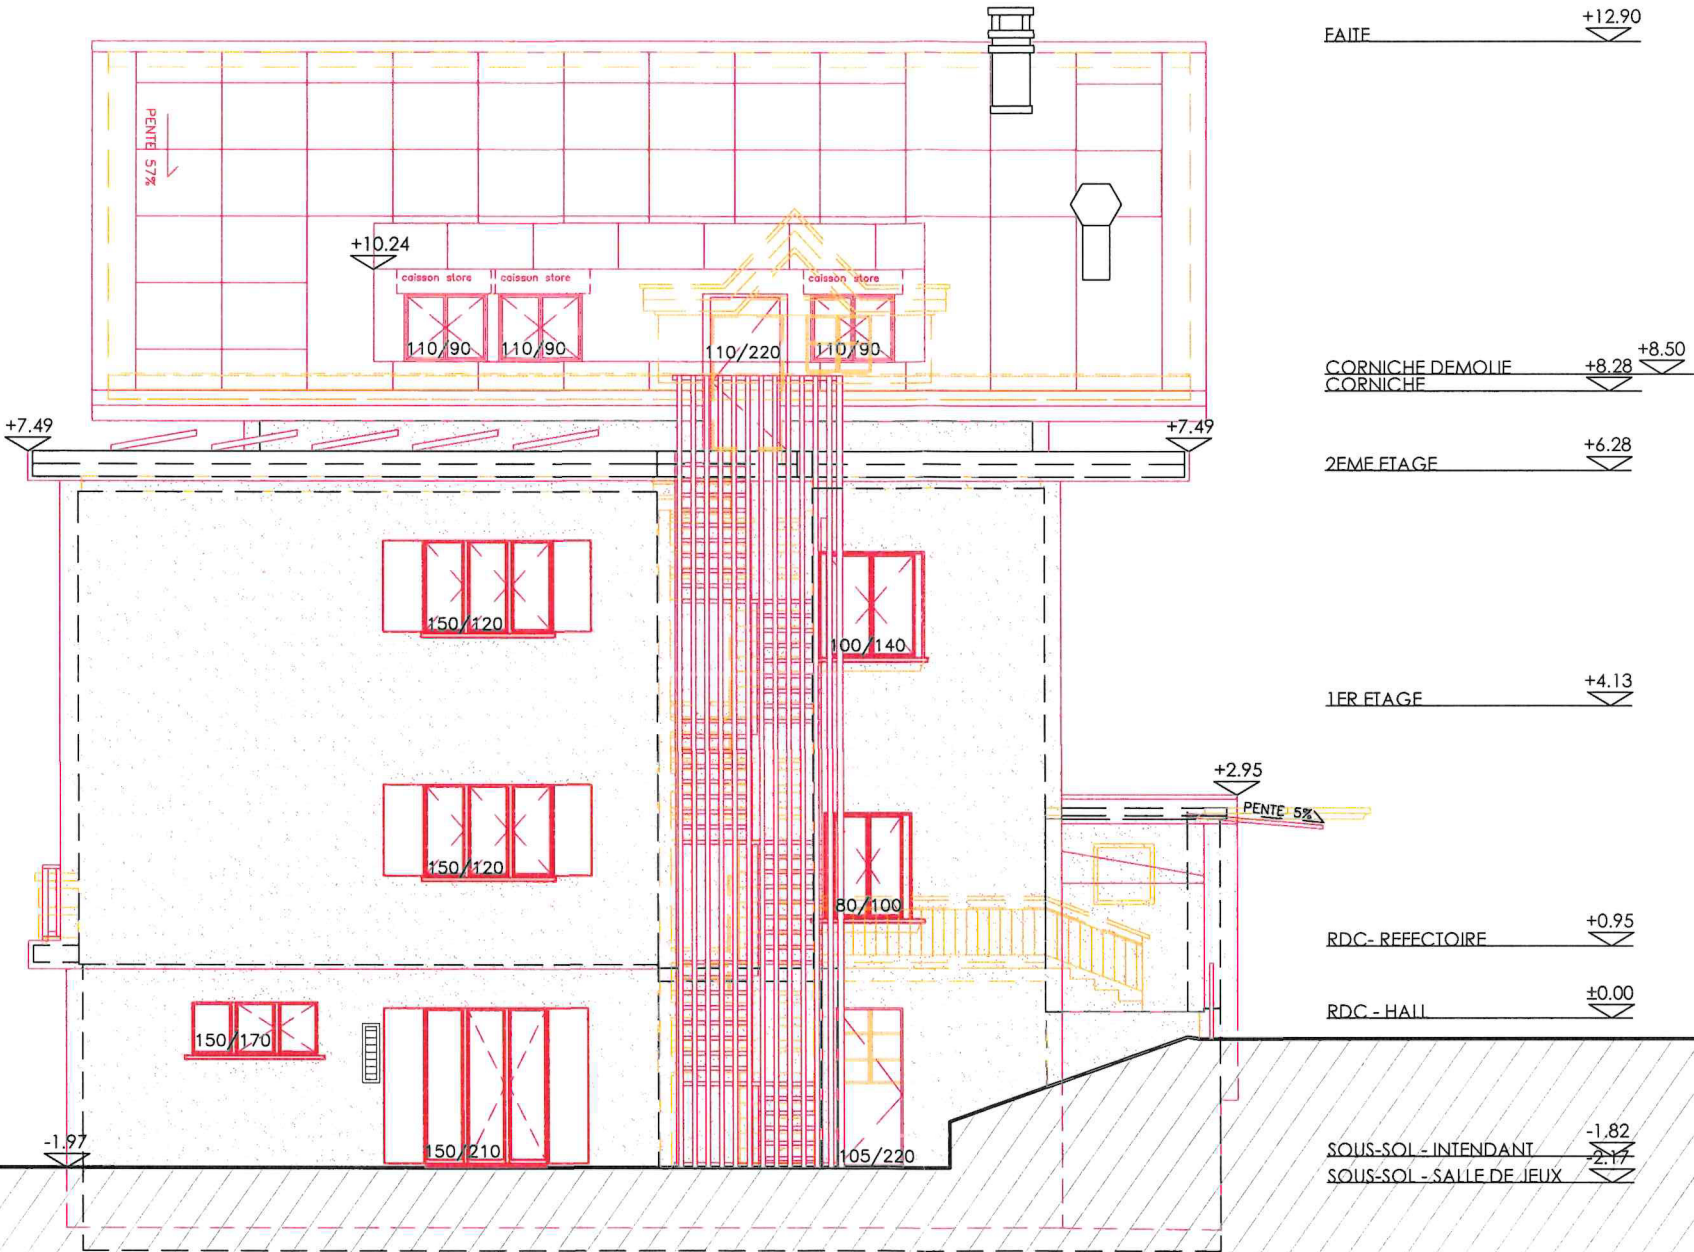 +12.90
FAITE
PENTE 57%
+10.24
caisson store caisson store caisson store
110/90 110/90 110/220 110/90
+8.50
CORNICHE DEMOLIE +8.28
CORNICHE
+7.49 +7.49
2EME ETAGE +6.28
150/120
100/140
1ER ETAGE +4.13
+2.95
PENTE 5%
150/120
80/100
RDC- REFECTOIRE +0.95
RDC - HALL ±0.00
150/170
-1.97
150/210 105/220
SOUS-SOL - INTENDANT -1.82
SOUS-SOL - SALLE DE JEUX -2.17